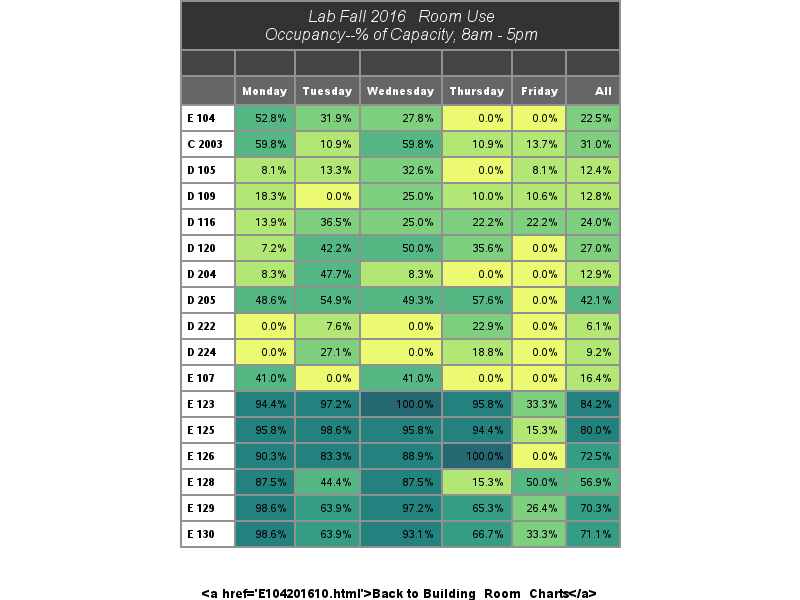 Lab Fall 2016 Room Use
Occupancy--% of Capacity, 8am - 5pm
Monday Tuesday Wednesday Thursday Friday All
E 104 52.8% 31.9% 27.8% 0.0% 0.0% 22.5%
C 2003 59.8% 10.9% 59.8% 10.9% 13.7% 31.0%
D 105 8.1% 13.3% 32.6% 0.0% 8.1% 12.4%
D 109 18.3% 0.0% 25.0% 10.0% 10.6% 12.8%
D 116 13.9% 36.5% 25.0% 22.2% 22.2% 24.0%
D 120 7.2% 42.2% 50.0% 35.6% 0.0% 27.0%
D 204 8.3% 47.7% 8.3% 0.0% 0.0% 12.9%
D 205 48.6% 54.9% 49.3% 57.6% 0.0% 42.1%
D 222 0.0% 7.6% 0.0% 22.9% 0.0% 6.1%
D 224 0.0% 27.1% 0.0% 18.8% 0.0% 9.2%
E 107 41.0% 0.0% 41.0% 0.0% 0.0% 16.4%
E 123 94.4% 97.2% 100.0% 95.8% 33.3% 84.2%
E 125 95.8% 98.6% 95.8% 94.4% 15.3% 80.0%
E 126 90.3% 83.3% 88.9% 100.0% 0.0% 72.5%
E 128 87.5% 44.4% 87.5% 15.3% 50.0% 56.9%
E 129 98.6% 63.9% 97.2% 65.3% 26.4% 70.3%
E 130 98.6% 63.9% 93.1% 66.7% 33.3% 71.1%
<a href='E104201610.html'>Back to Building_Room_Charts</a>